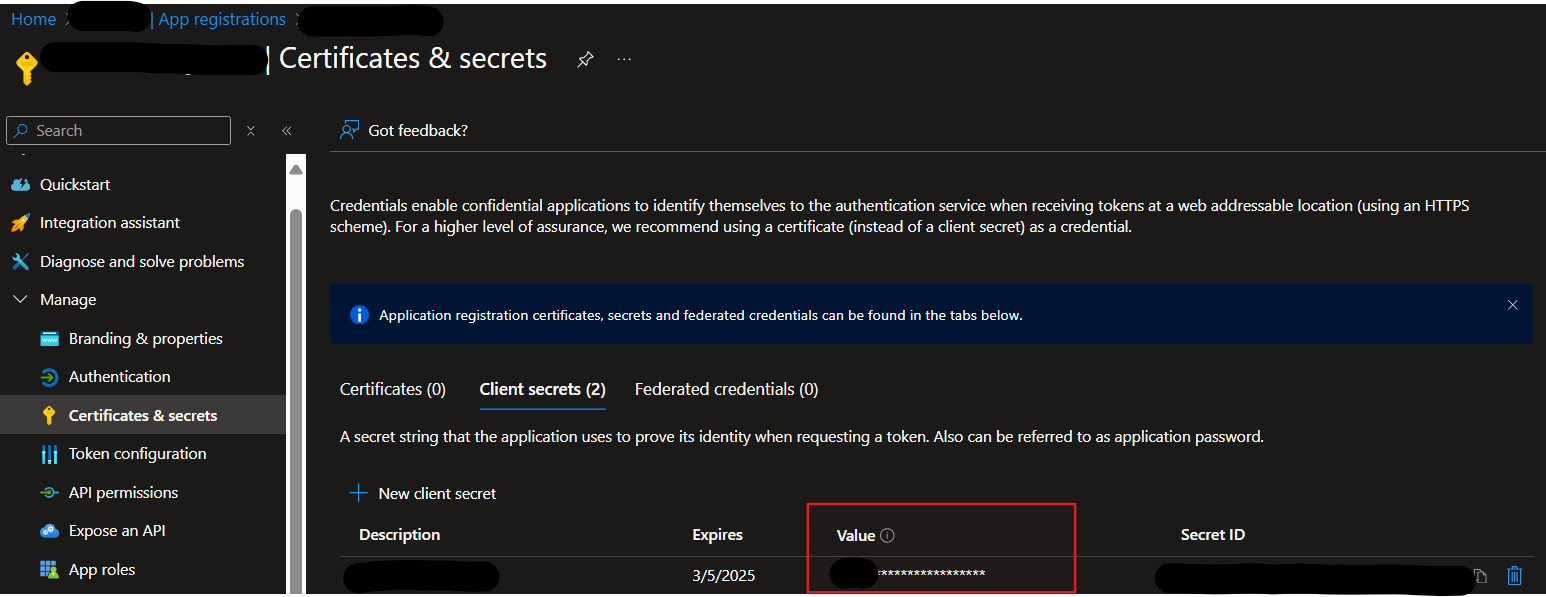 Home | App registrations
| Certificates & secrets ...
Search
Got feedback?
Quickstart
Integration assistant
Diagnose and solve problems
Manage
Branding & properties
Authentication
Certificates & secrets
Token configuration
API permissions
Expose an API
App roles
Credentials enable confidential applications to identify themselves to the authentication service when receiving tokens at a web addressable location (using an HTTPS
scheme). For a higher level of assurance, we recommend using a certificate (instead of a client secret) as a credential.
Application registration certificates, secrets and federated credentials can be found in the tabs below.
Certificates (0) Client secrets (2) Federated credentials (0)
A secret string that the application uses to prove its identity when requesting a token. Also can be referred to as application password.
New client secret
Description Expires Value Secret ID
3/5/2025 ******************